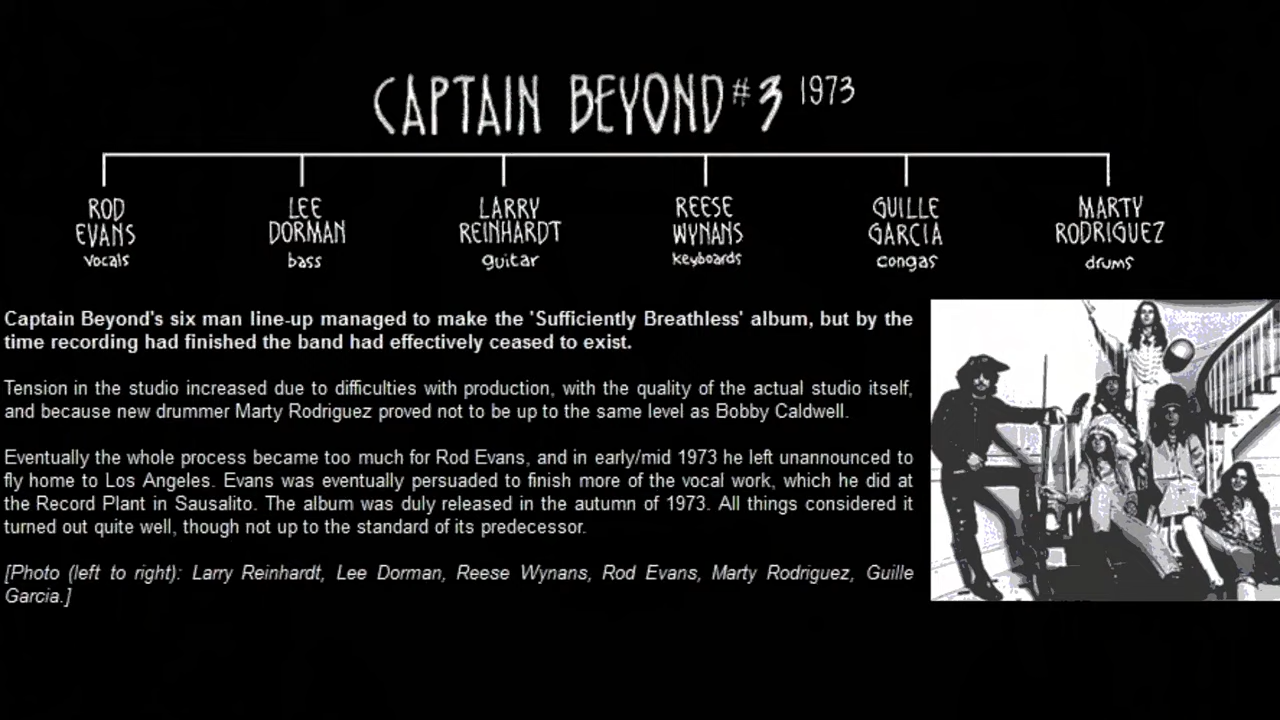 CAPTAIN BEYOND #3 1973
ROD EVANS vocals
LEE DORMAN bass
LARRY REINHARDT guitar
REESE WYNANS keyboards
GUILLE GARCIA congas
MARTY RODRIGUEZ drums
Captain Beyond's six man line-up managed to make the 'Sufficiently Breathless' album, but by the
time recording had finished the band had effectively ceased to exist.
Tension in the studio increased due to difficulties with production, with the quality of the actual studio itself,
and because new drummer Marty Rodriguez proved not to be up to the same level as Bobby Caldwell.
Eventually the whole process became too much for Rod Evans, and in early/mid 1973 he left unannounced to
fly home to Los Angeles. Evans was eventually persuaded to finish more of the vocal work, which he did at
the Record Plant in Sausalito. The album was duly released in the autumn of 1973. All things considered it
turned out quite well, though not up to the standard of its predecessor.
[Photo (left to right): Larry Reinhardt, Lee Dorman, Reese Wynans, Rod Evans, Marty Rodriguez, Guille
Garcia.]